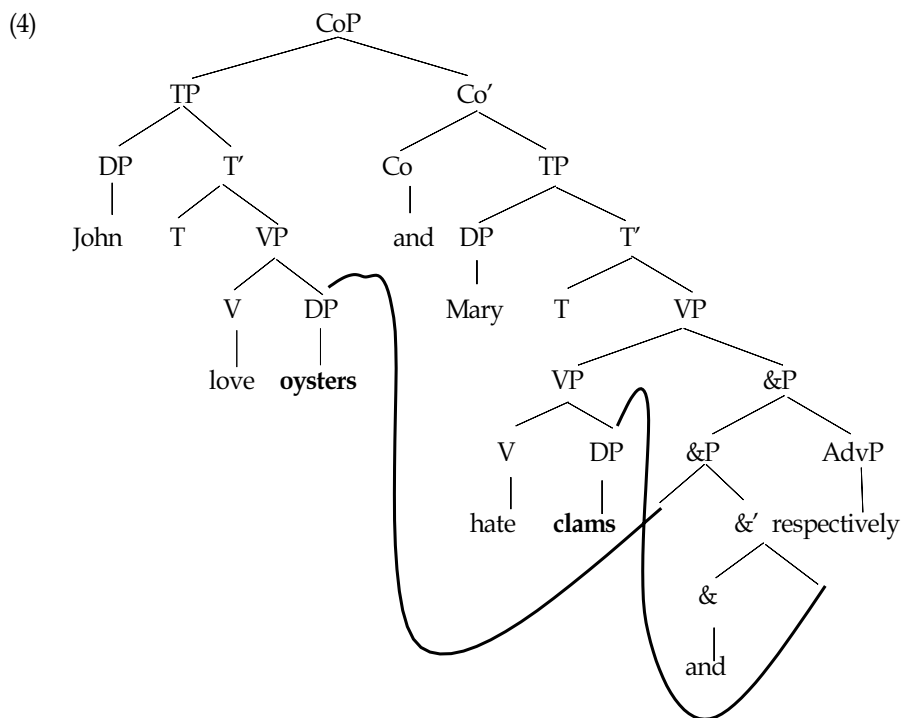 (4) CoP
TP Co'
DP T' Co TP
John T VP and DP T'
V DP Mary T VP
love oysters VP &P
V DP &P AdvP
hate clams &' respectively
&
and